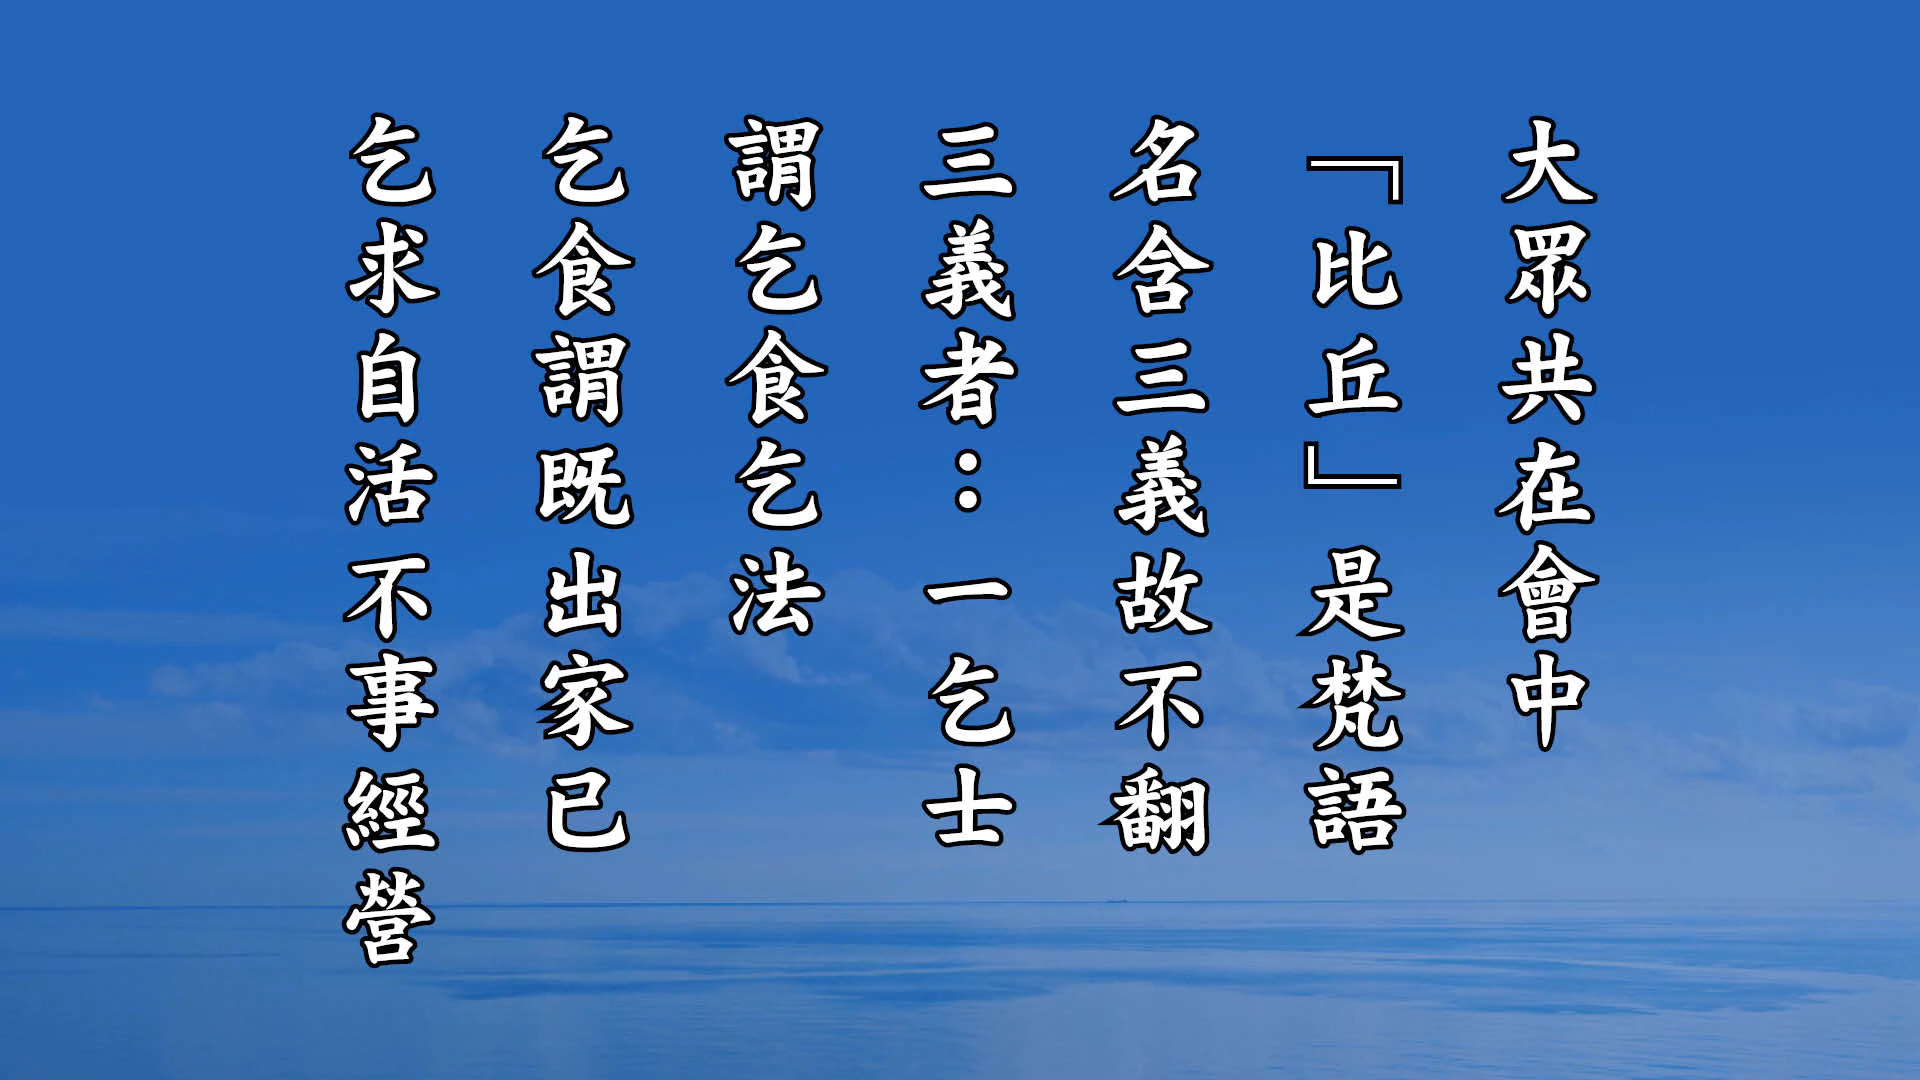 大眾共在會中
「比丘」是梵語
名含三義故不翻
三義者：一乞士
謂乞食乞法
乞食謂既出家已
乞求自活不事經營